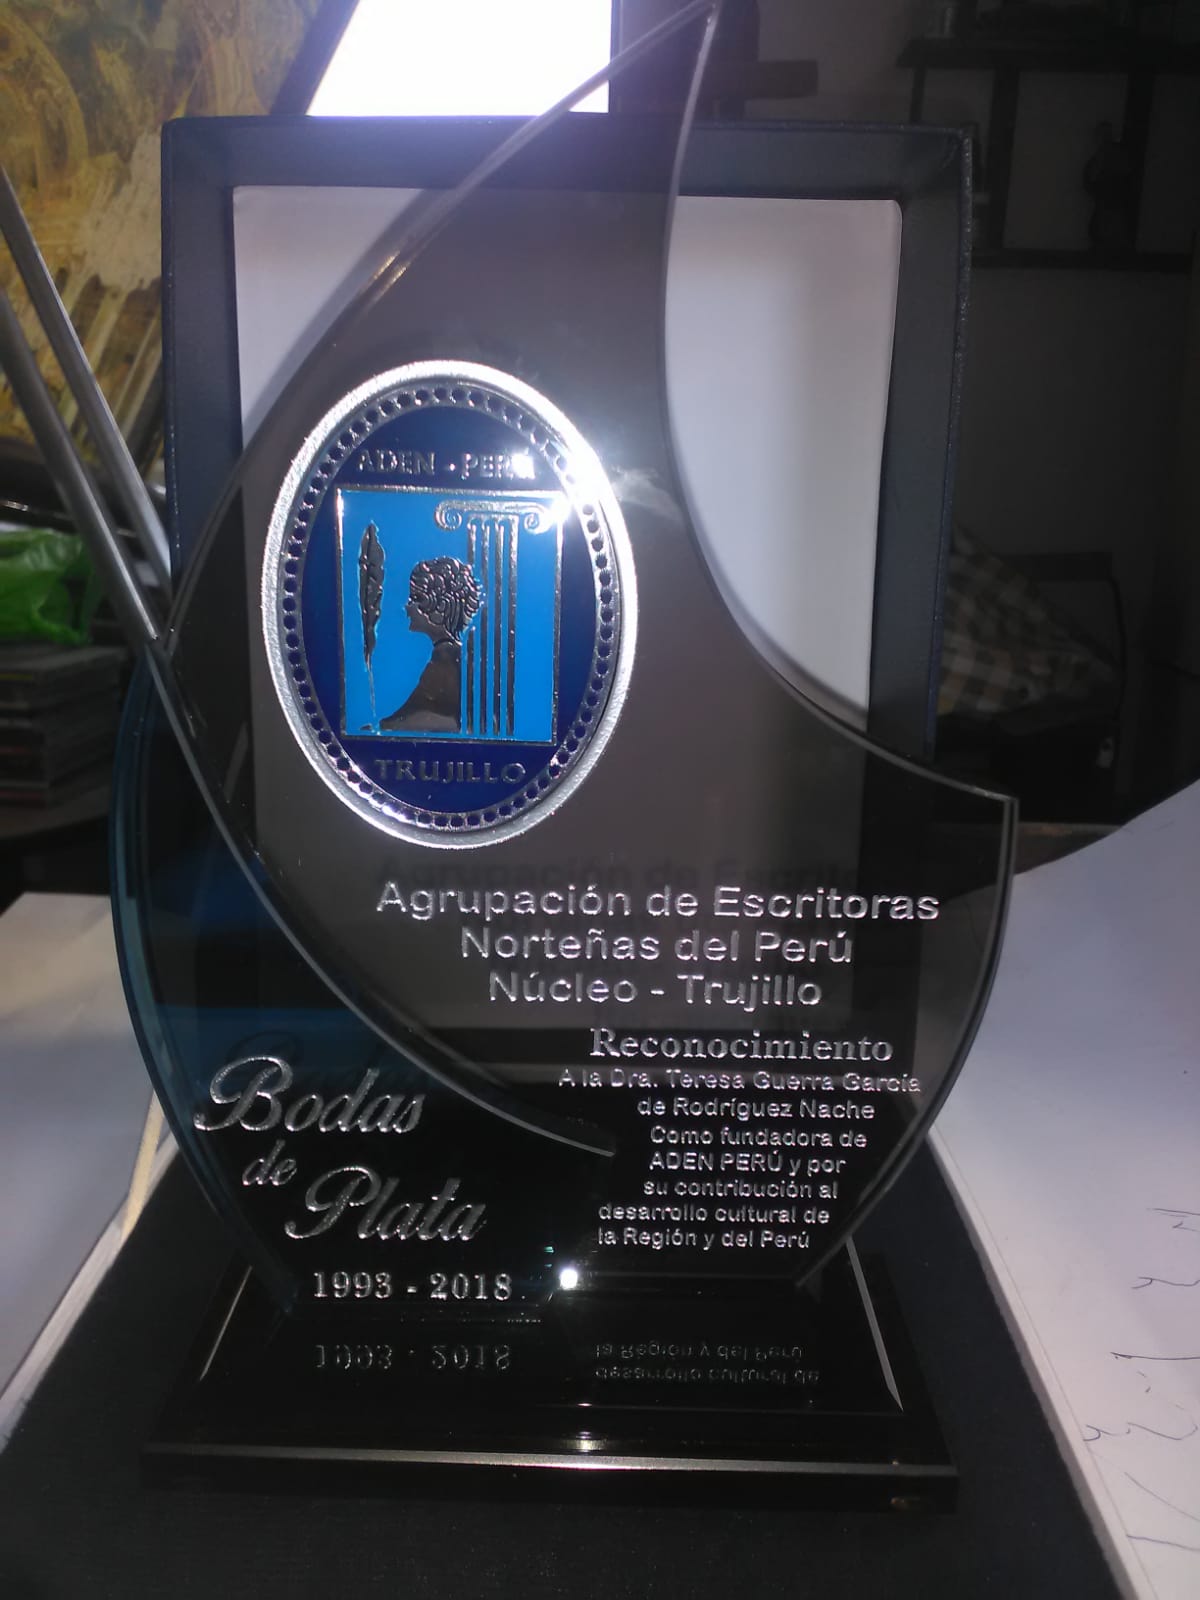 ADEN - PERÚ
TRUJILLO
Agrupación de Escritoras
Norteñas del Perú
Núcleo - Trujillo
Reconocimiento
A la Dra. Teresa Guerra García
de Rodríguez Nache
Como fundadora de
ADEN PERÚ y por
su contribución al
desarrollo cultural de
la Región y del Perú
Bodas
de
Plata
1993 - 2018